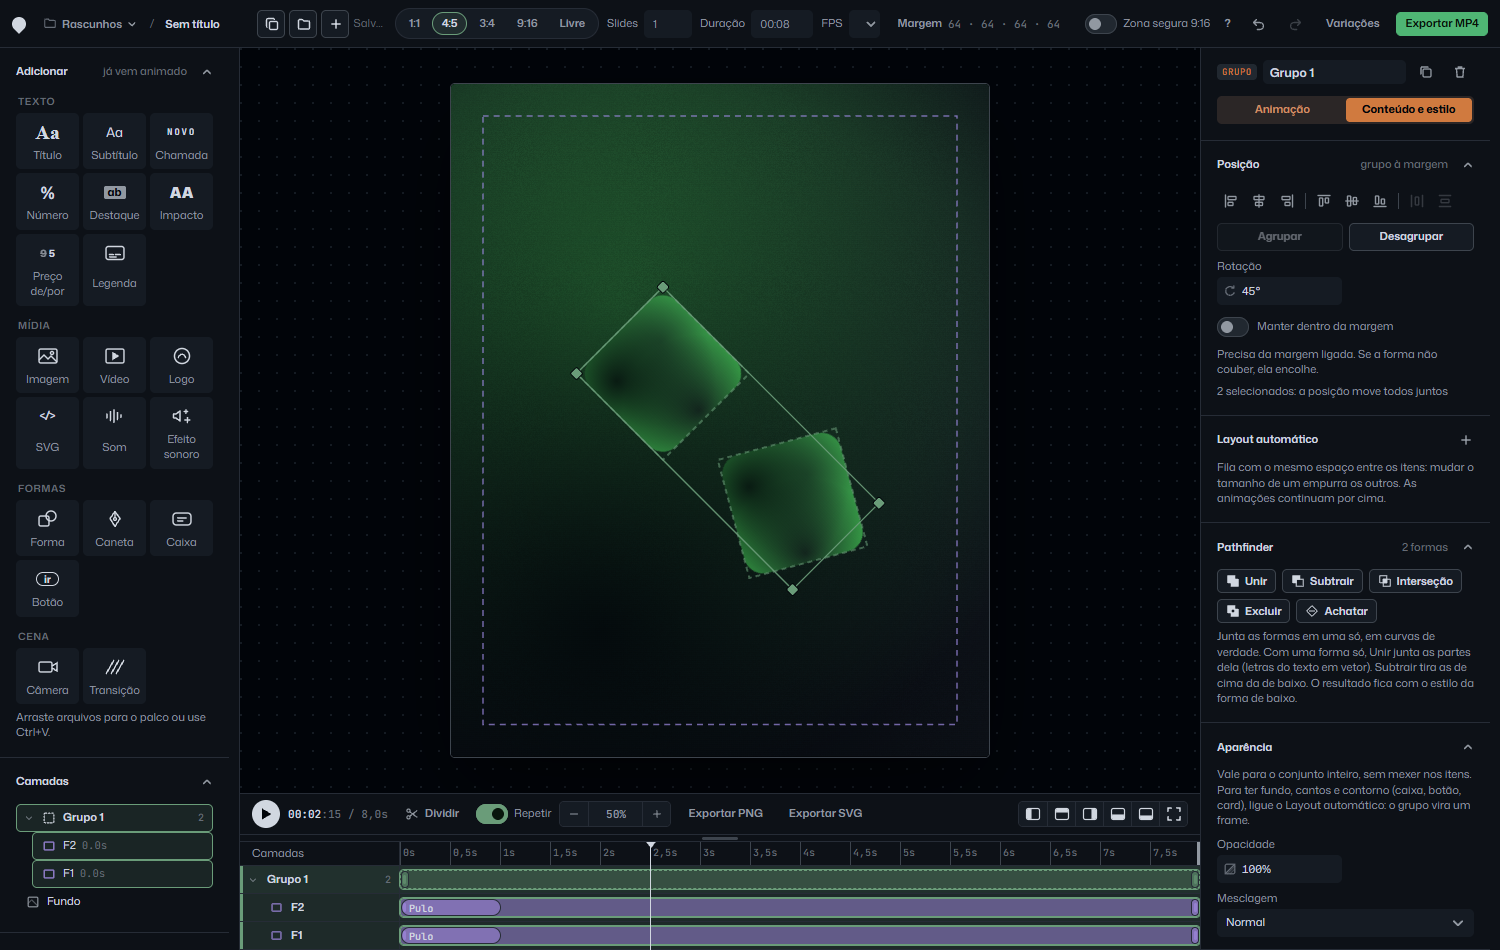 Rascunhos / Sem título
Salv...
1:1 4:5 3:4 9:16 Livre
Slides 1
Duração 00:08
FPS
Margem 64 · 64 · 64 · 64
Zona segura 9:16 ?
Variações
Exportar MP4
Adicionar já vem animado
TEXTO
Aa Aa NOVO
Título Subtítulo Chamada
% ab AA
Número Destaque Impacto
95
Preço de/por Legenda
MÍDIA
Imagem Vídeo Logo
</>
SVG Som Efeito sonoro
FORMAS
Forma Caneta Caixa
ir
Botão
CENA
Câmera Transição
Arraste arquivos para o palco ou use
Ctrl+V.
Camadas
Grupo 1 2
F2 0.0s
F1 0.0s
Fundo
00:02:15 / 8,0s
Dividir
Repetir
− 50% +
Exportar PNG
Exportar SVG
Camadas
0s 0,5s 1s 1,5s 2s 2,5s 3s 3,5s 4s 4,5s 5s 5,5s 6s 6,5s 7s 7,5s
Grupo 1 2
F2 Pulo
F1 Pulo
GRUPO Grupo 1
Animação Conteúdo e estilo
Posição grupo à margem
Agrupar Desagrupar
Rotação
45°
Manter dentro da margem
Precisa da margem ligada. Se a forma não
couber, ela encolhe.
2 selecionados: a posição move todos juntos
Layout automático +
Fila com o mesmo espaço entre os itens: mudar o
tamanho de um empurra os outros. As
animações continuam por cima.
Pathfinder 2 formas
Unir Subtrair Interseção
Excluir Achatar
Junta as formas em uma só, em curvas de
verdade. Com uma forma só, Unir junta as partes
dela (letras do texto em vetor). Subtrair tira as de
cima da de baixo. O resultado fica com o estilo da
forma de baixo.
Aparência
Vale para o conjunto inteiro, sem mexer nos itens.
Para ter fundo, cantos e contorno (caixa, botão,
card), ligue o Layout automático: o grupo vira um
frame.
Opacidade
100%
Mesclagem
Normal